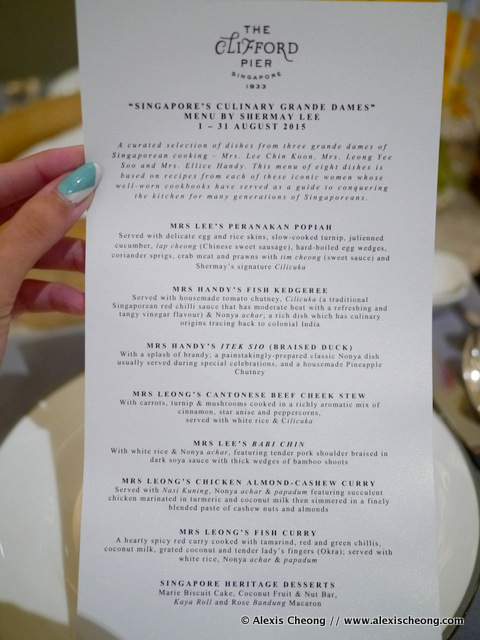 THE
CLIFFORD
PIER
SINGAPORE
1933
"SINGAPORE'S CULINARY GRANDE DAMES"
MENU BY SHERMAY LEE
1 – 31 AUGUST 2015
A curated selection of dishes from three grande dames of
Singaporean cooking – Mrs. Lee Chin Koon, Mrs. Leong Yee
Soo and Mrs. Ellice Handy. This menu of eight dishes is
based on recipes from each of these iconic women whose
well-worn cookbooks have served as a guide to conquering
the kitchen for many generations of Singaporeans.
MRS LEE'S PERANAKAN POPIAH
Served with delicate egg and rice skins, slow-cooked turnip, julienned
cucumber, lap cheong (Chinese sweet sausage), hard-boiled egg wedges,
coriander sprigs, crab meat and prawns with tim cheong (sweet sauce) and
Shermay's signature Cilicuka
MRS HANDY'S FISH KEDGEREE
Served with housemade tomato chutney, Cilicuka (a traditional
Singaporean red chilli sauce that has moderate heat with a refreshing and
tangy vinegar flavour) & Nonya achar; a rich dish which has culinary
origins tracing back to colonial India
MRS HANDY'S ITEK SIO (BRAISED DUCK)
With a splash of brandy; a painstakingly-prepared classic Nonya dish
usually served during special celebrations, and a housemade Pineapple
Chutney
MRS LEONG'S CANTONESE BEEF CHEEK STEW
With carrots, turnip & mushrooms cooked in a richly aromatic mix of
cinnamon, star anise and peppercorns,
served with white rice & Cilicuka
MRS LEE'S BABI CHIN
With white rice & Nonya achar, featuring tender pork shoulder braised in
dark soya sauce with thick wedges of bamboo shoots
MRS LEONG'S CHICKEN ALMOND-CASHEW CURRY
Served with Nasi Kuning, Nonya achar & papadum featuring succulent
chicken marinated in turmeric and coconut milk then simmered in a finely
blended paste of cashew nuts and almonds
MRS LEONG'S FISH CURRY
A hearty spicy red curry cooked with tamarind, red and green chillis,
coconut milk, grated coconut and tender lady's fingers (Okra); served with
white rice, Nonya achar & papadum
SINGAPORE HERITAGE DESSERTS
Marie Biscuit Cake, Coconut Fruit & Nut Bar,
Kaya Roll and Rose Bandung Macaron
© Alexis Cheong // www.alexischeong.com